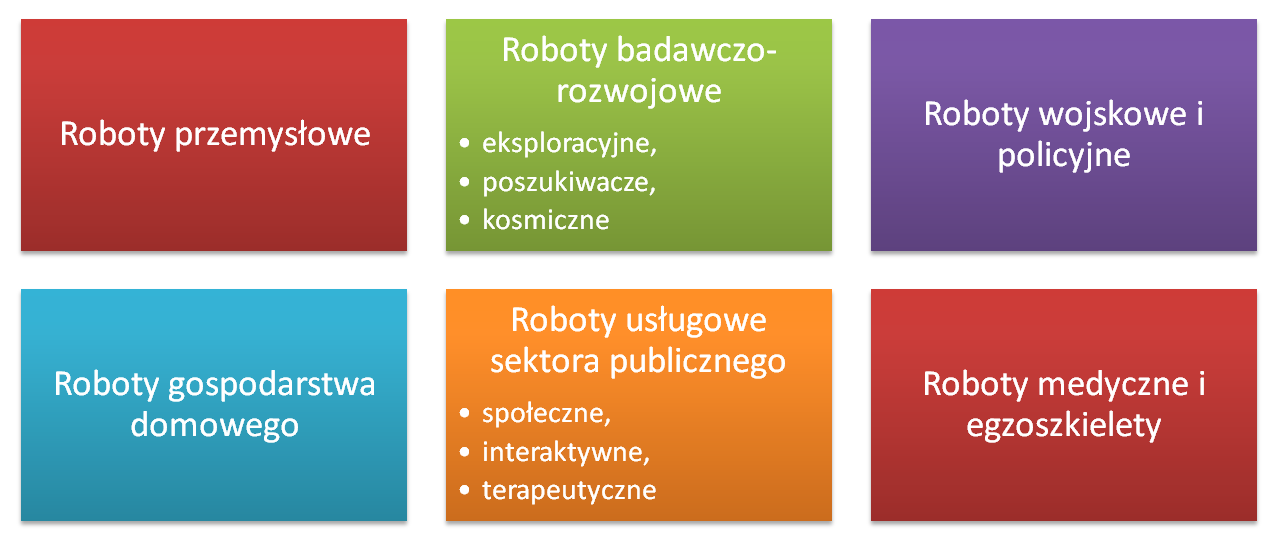 Roboty przemysłowe
Roboty badawczo-
rozwojowe
• eksploracyjne,
• poszukiwacze,
• kosmiczne
Roboty wojskowe i
policyjne
Roboty gospodarstwa
domowego
Roboty usługowe
sektora publicznego
• społeczne,
• interaktywne,
• terapeutyczne
Roboty medyczne i
egzoszkielety